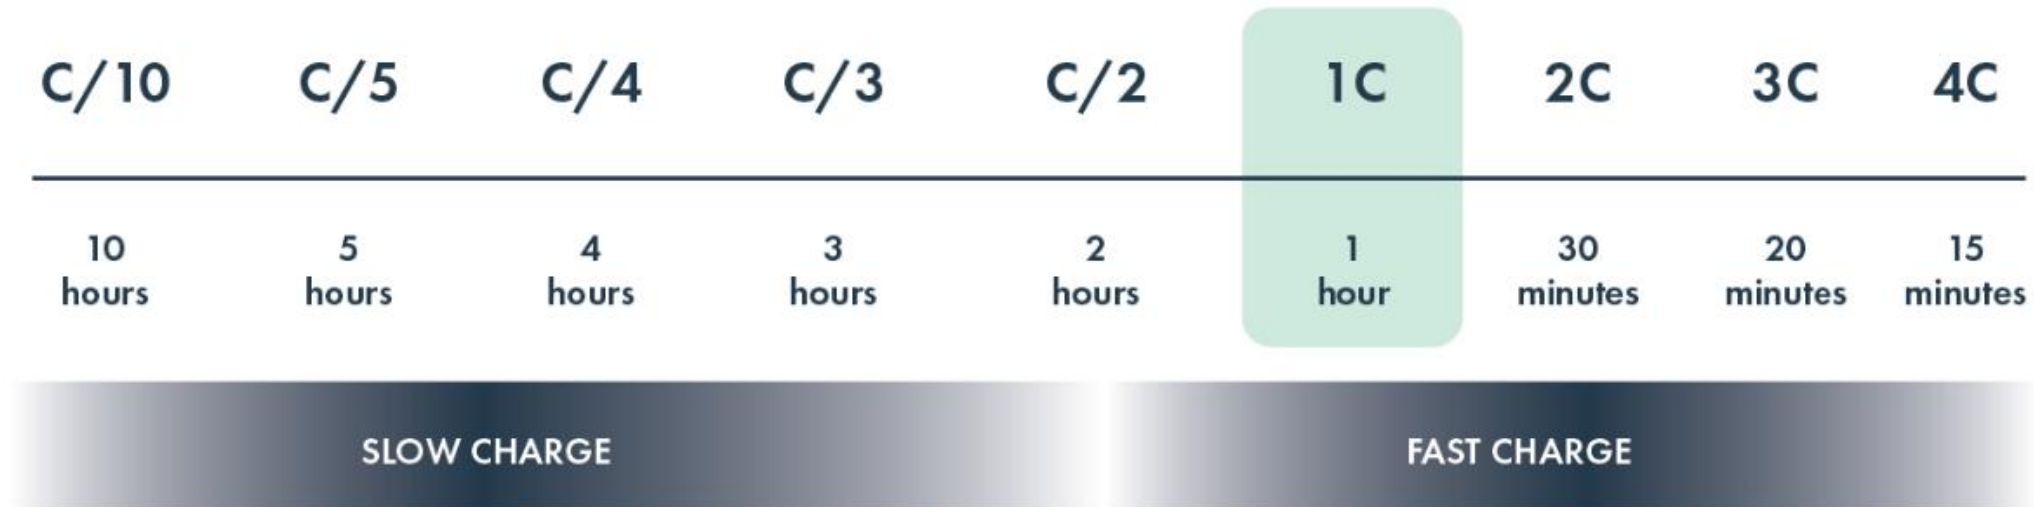 C/10 C/5 C/4 C/3 C/2 1C 2C 3C 4C
10 5 4 3 2 1 30 20 15
hours hours hours hours hours hour minutes minutes minutes
SLOW CHARGE FAST CHARGE